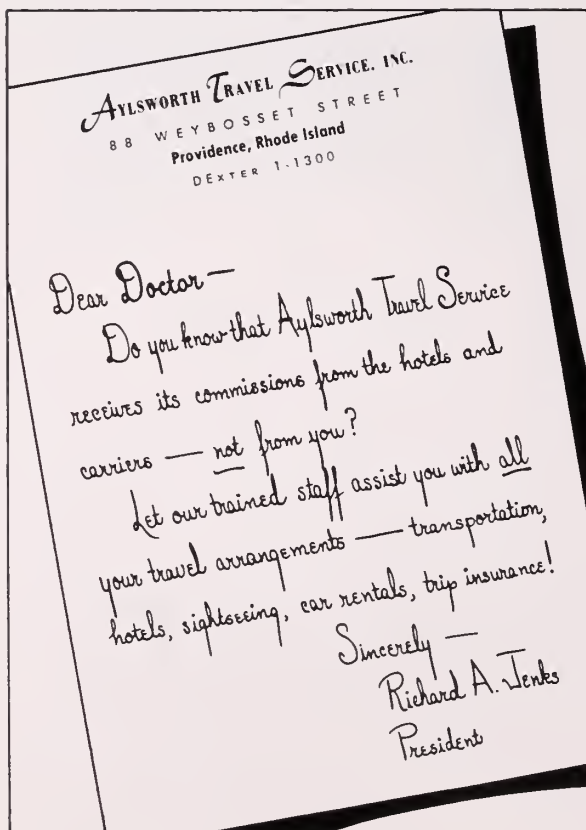 AYLSWORTH TRAVEL SERVICE, INC.
88 WEYBOSSET STREET
Providence, Rhode Island
DEXTER 1-1300
Dear Doctor —
Do you know that Aylsworth Travel Service
receives its commissions from the hotels and
carriers — not from you?
Let our trained staff assist you with all
your travel arrangements — transportation,
hotels, sightseeing, car rentals, trip insurance!
Sincerely —
Richard A. Jenks
President